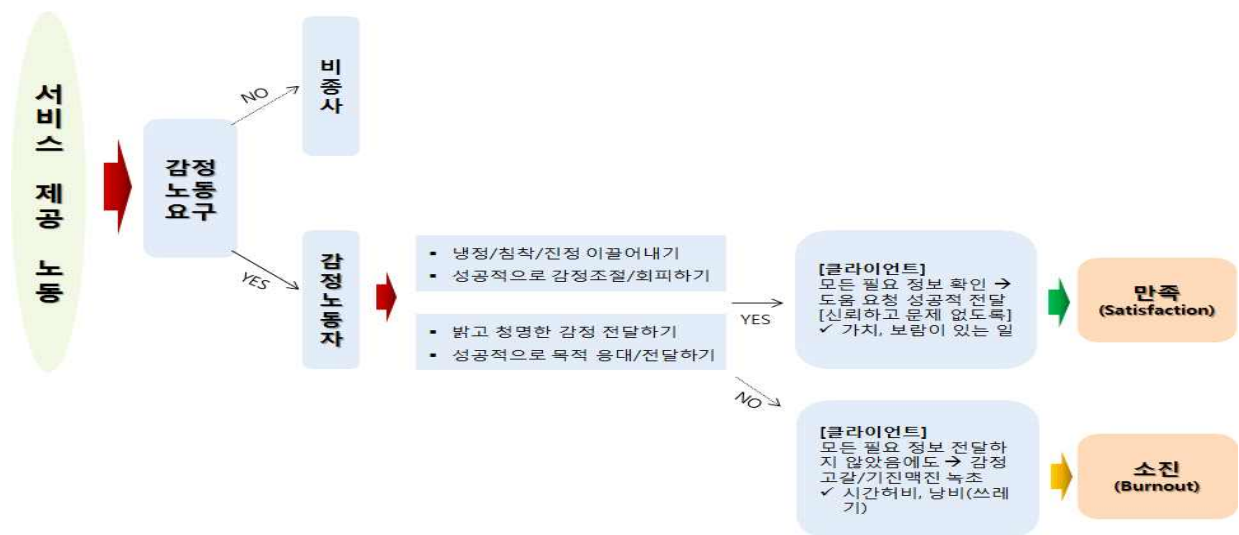 서비스 제공 노동
감정
노동
요구
NO
비종사
YES
감정노동자
▪ 냉정/침착/진정 이끌어내기
▪ 성공적으로 감정조절/회피하기
▪ 밝고 청명한 감정 전달하기
▪ 성공적으로 목적 응대/전달하기
YES
[클라이언트]
모든 필요 정보 확인 →
도움 요청 성공적 전달
[신뢰하고 문제 없도록]
✓ 가치, 보람이 있는 일
만족
(Satisfaction)
NO
[클라이언트]
모든 필요 정보 전달하
지 않았음에도 → 감정
고갈/기진맥진 녹초
✓ 시간허비, 낭비(쓰레
기)
소진
(Burnout)